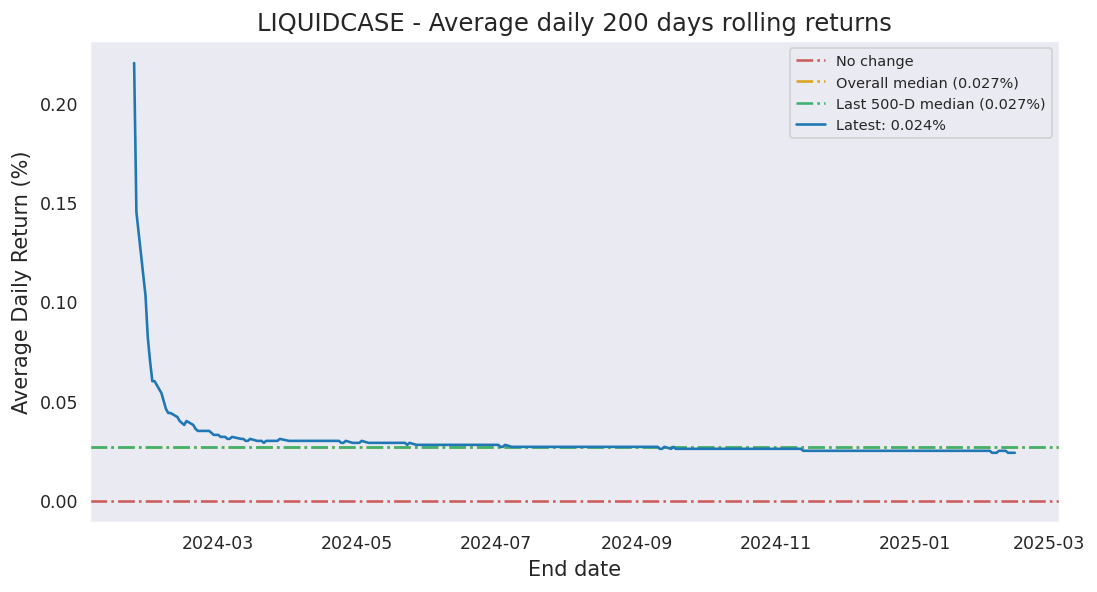 LIQUIDCASE - Average daily 200 days rolling returns
No change
Overall median (0.027%)
Last 500-D median (0.027%)
Latest: 0.024%
Average Daily Return (%)
0.20
0.15
0.10
0.05
0.00
2024-03 2024-05 2024-07 2024-09 2024-11 2025-01 2025-03
End date